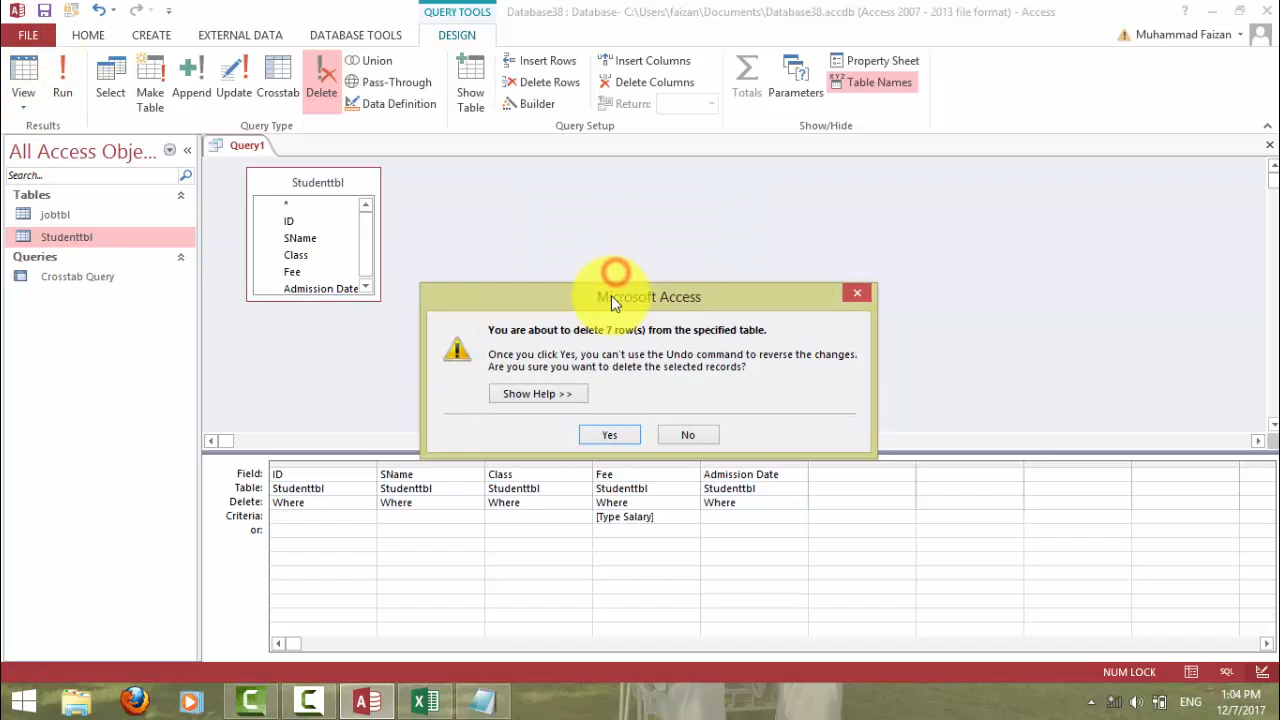 QUERY TOOLS
Database38 : Database- C:\Users\faizan\Documents\Database38.accdb (Access 2007 - 2013 file format) - Access
FILE HOME CREATE EXTERNAL DATA DATABASE TOOLS DESIGN Muhammad Faizan
View Run Select Make Table Append Update Crosstab Delete
Union
Pass-Through
Data Definition
Show Table
Insert Rows
Delete Rows
Builder
Insert Columns
Delete Columns
Return:
Totals Parameters
Property Sheet
Table Names
Results Query Type Query Setup Show/Hide
All Access Obje...
Search...
Tables
jobtbl
Studenttbl
Queries
Crosstab Query
Query1
Studenttbl
*
ID
SName
Class
Fee
Admission Date
Microsoft Access
You are about to delete 7 row(s) from the specified table.
Once you click Yes, you can't use the Undo command to reverse the changes.
Are you sure you want to delete the selected records?
Show Help >>
Yes No
Field: ID SName Class Fee Admission Date
Table: Studenttbl Studenttbl Studenttbl Studenttbl Studenttbl
Delete: Where Where Where Where Where
Criteria: [Type Salary]
or:
NUM LOCK SQL
ENG
1:04 PM
12/7/2017